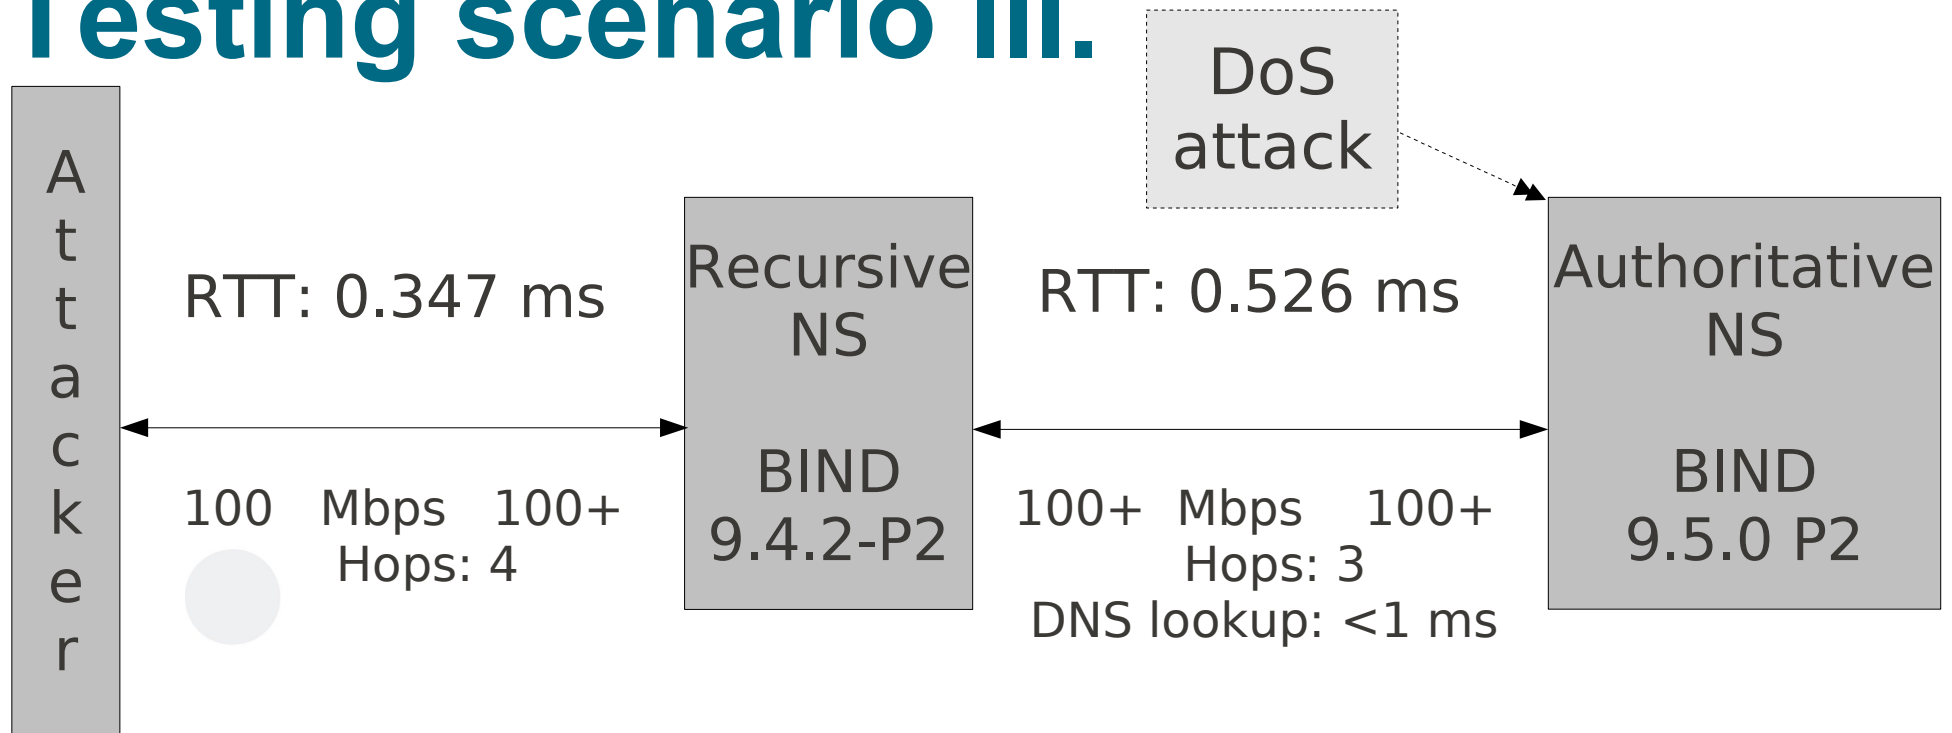 Testing scenario III.
DoS
attack
Attacker
RTT: 0.347 ms
100 Mbps 100+
Hops: 4
Recursive
NS
BIND
9.4.2-P2
RTT: 0.526 ms
100+ Mbps 100+
Hops: 3
DNS lookup: <1 ms
Authoritative
NS
BIND
9.5.0 P2